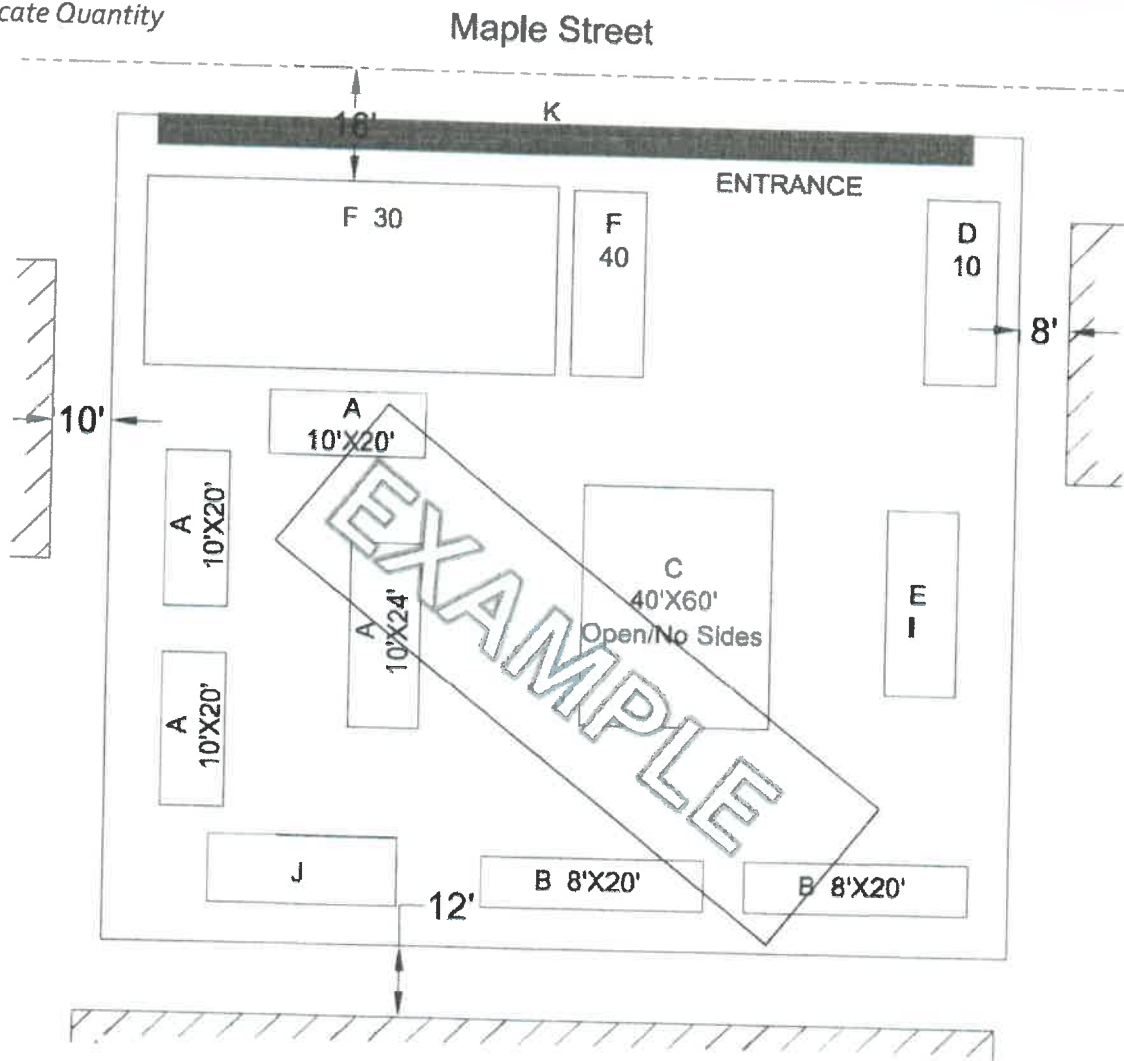 cate Quantity
Maple Street
K
16'
ENTRANCE
F 30
F
40
D
10
8'
10'
A
10'X20'
A
10'X20'
A
10'X24'
C
40'X60'
Open/No Sides
E
I
A
10'X20'
EXAMPLE
J
B 8'X20'
B 8'X20'
12'